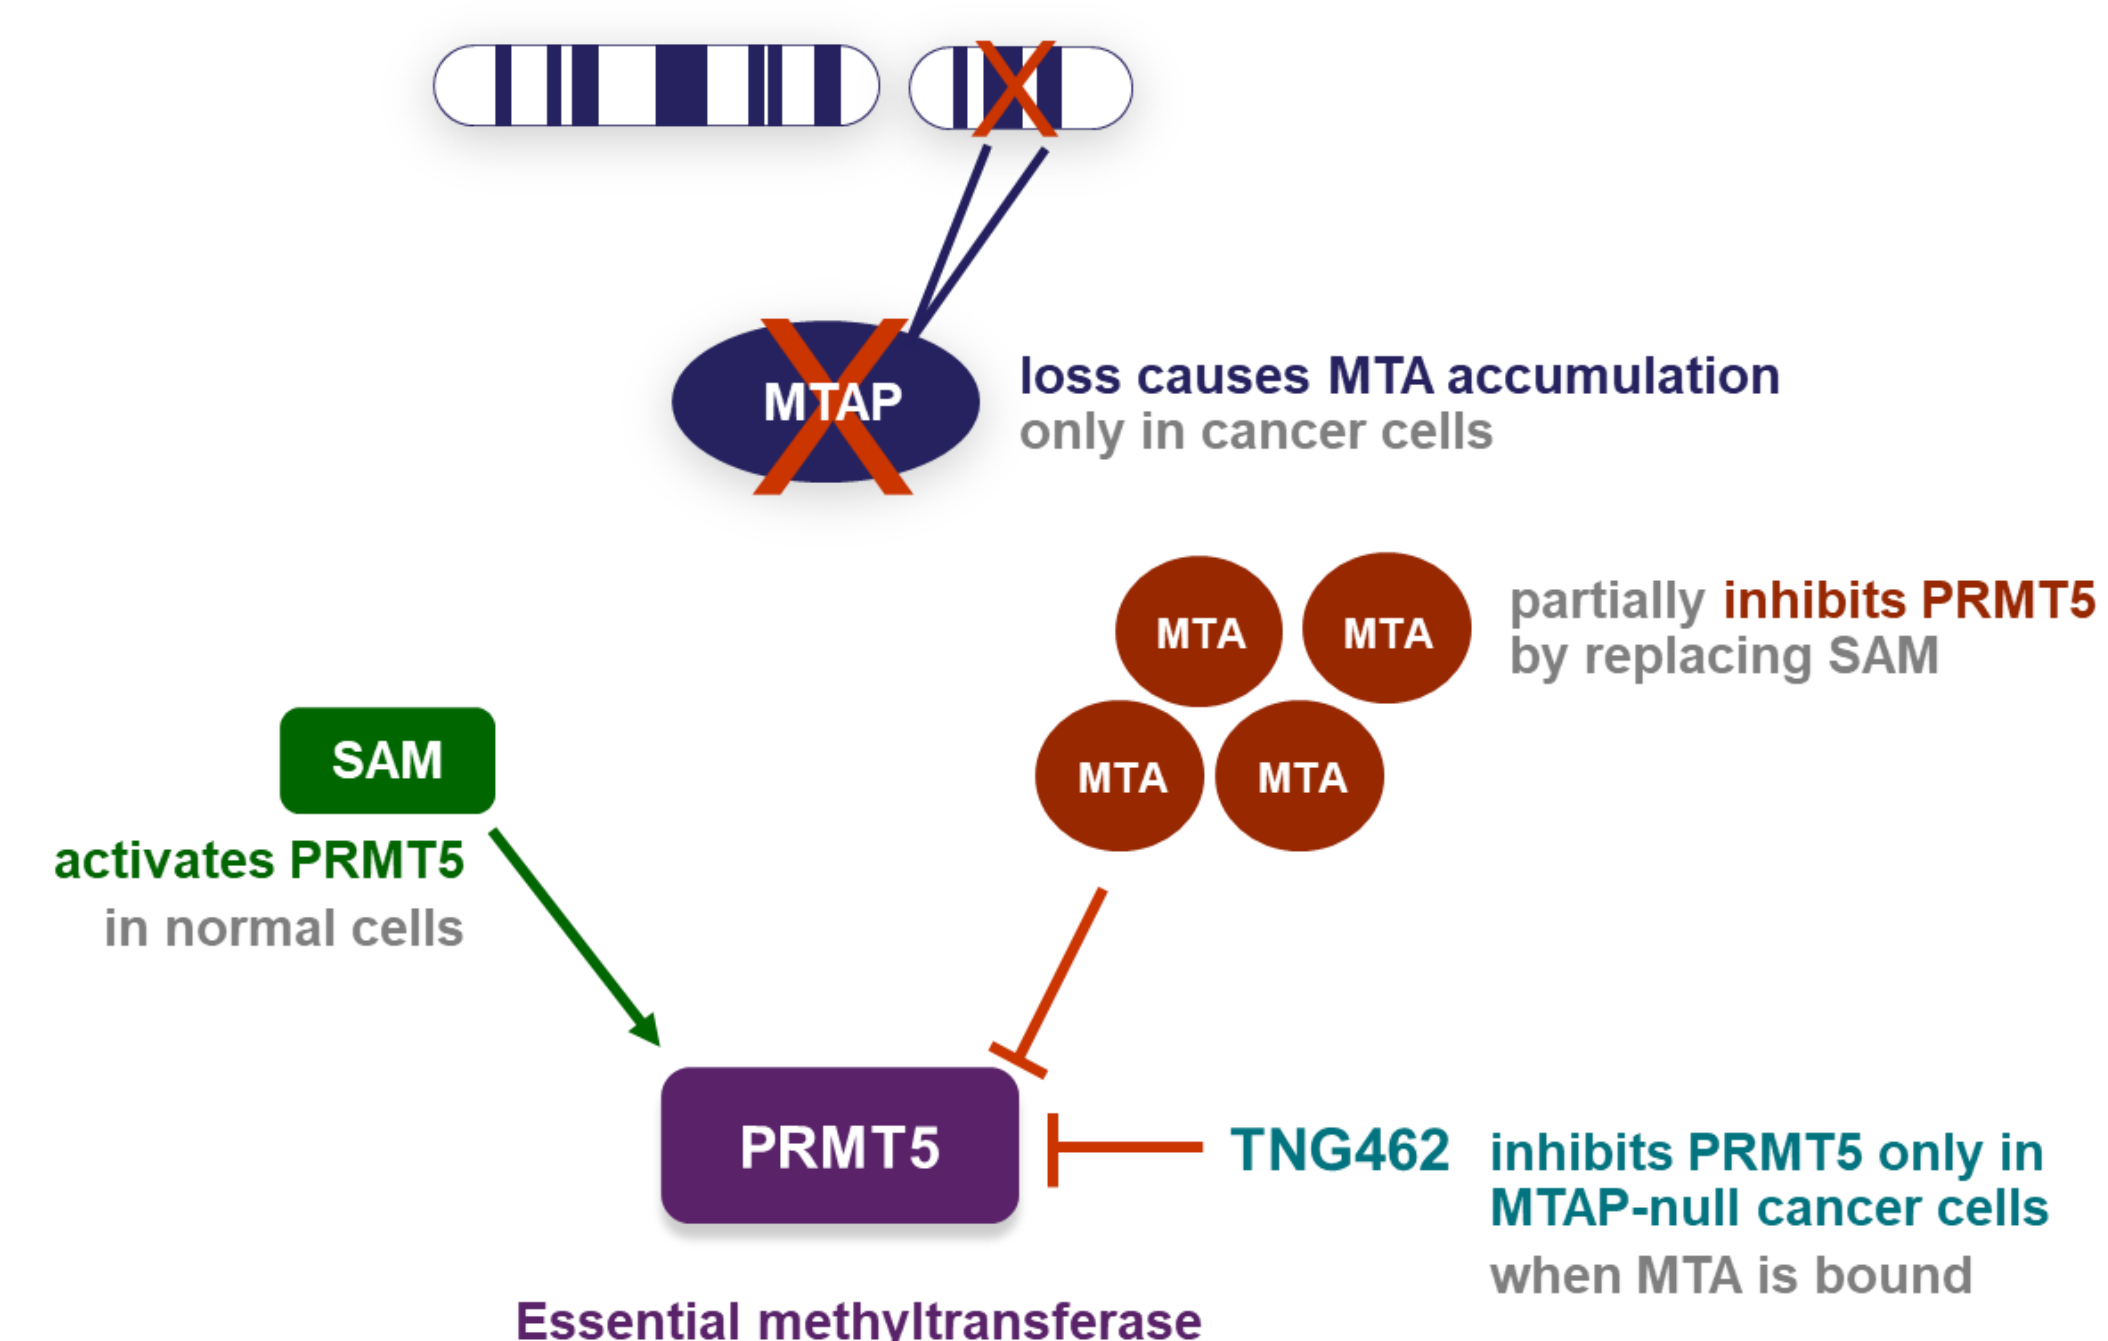 MTAP
loss causes MTA accumulation
only in cancer cells
MTA
MTA
partially inhibits PRMT5
by replacing SAM
MTA
MTA
SAM
activates PRMT5
in normal cells
PRMT5
TNG462
inhibits PRMT5 only in
MTAP-null cancer cells
when MTA is bound
Essential methyltransferase